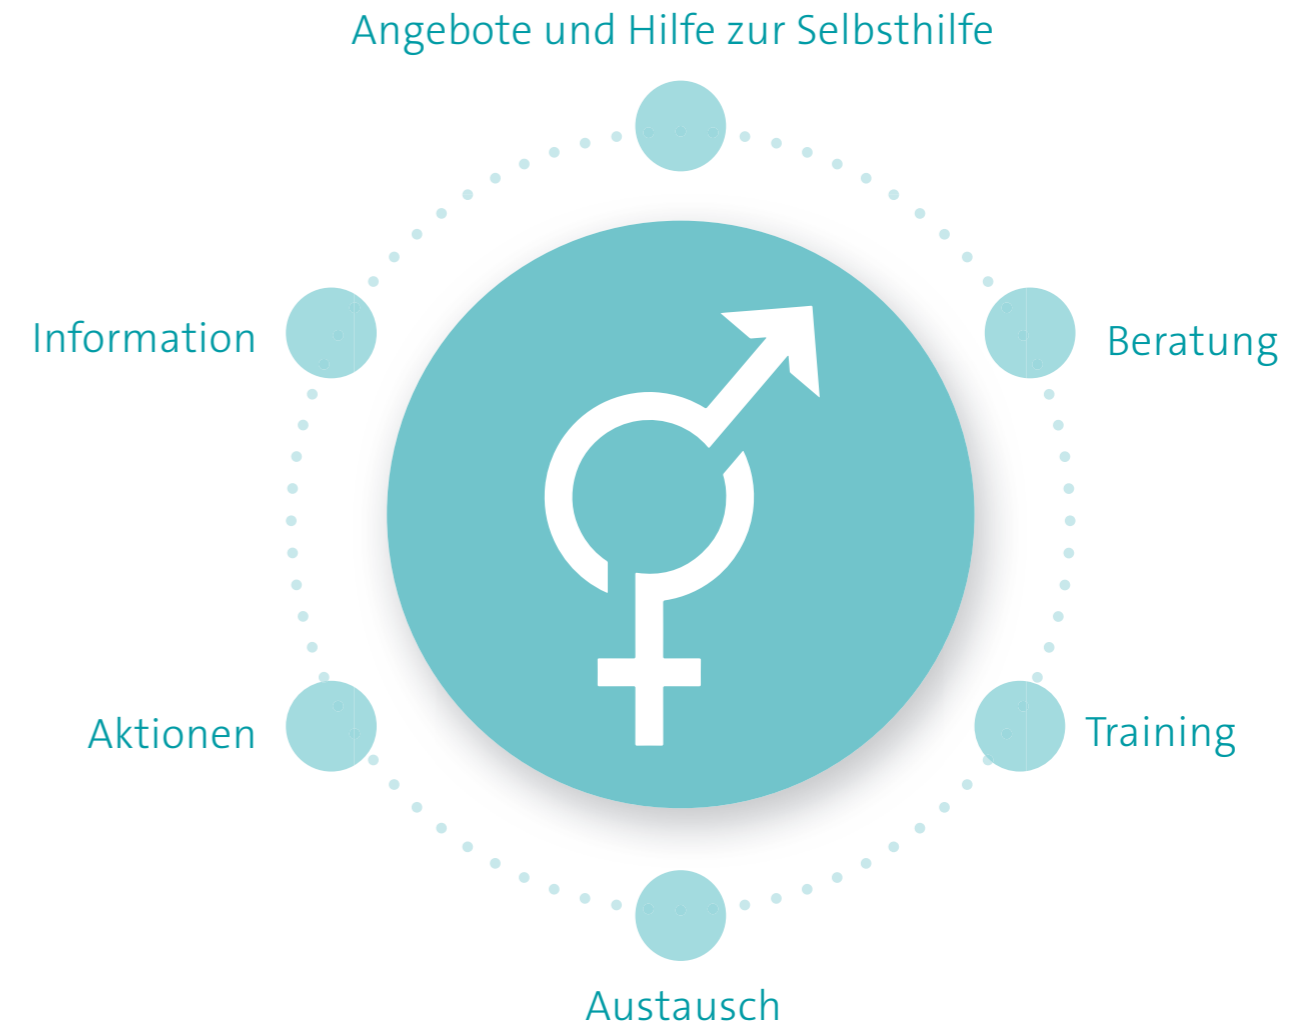 Angebote und Hilfe zur Selbsthilfe
Information
Beratung
Aktionen
Training
Austausch